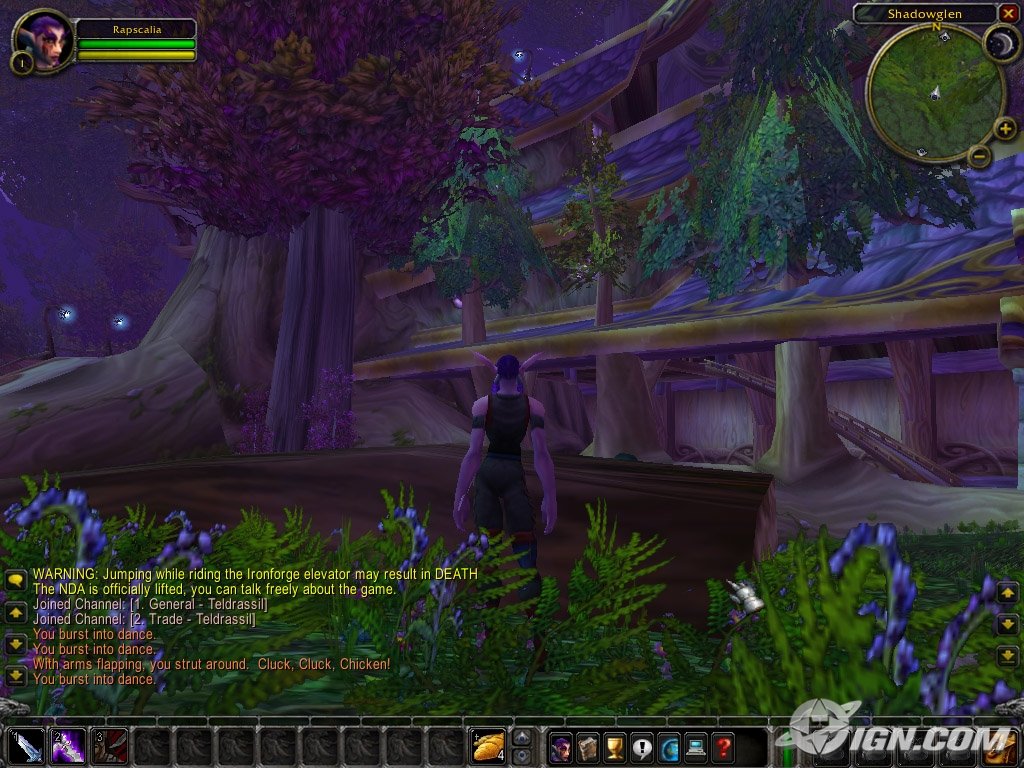 Rapscalia
1
Shadowglen
N
WARNING: Jumping while riding the Ironforge elevator may result in DEATH
The NDA is officially lifted, you can talk freely about the game.
Joined Channel: [1. General - Teldrassil]
Joined Channel: [2. Trade - Teldrassil]
You burst into dance.
You burst into dance.
With arms flapping, you strut around. Cluck, Cluck, Chicken!
You burst into dance.
1 2 3 4
IGN.COM